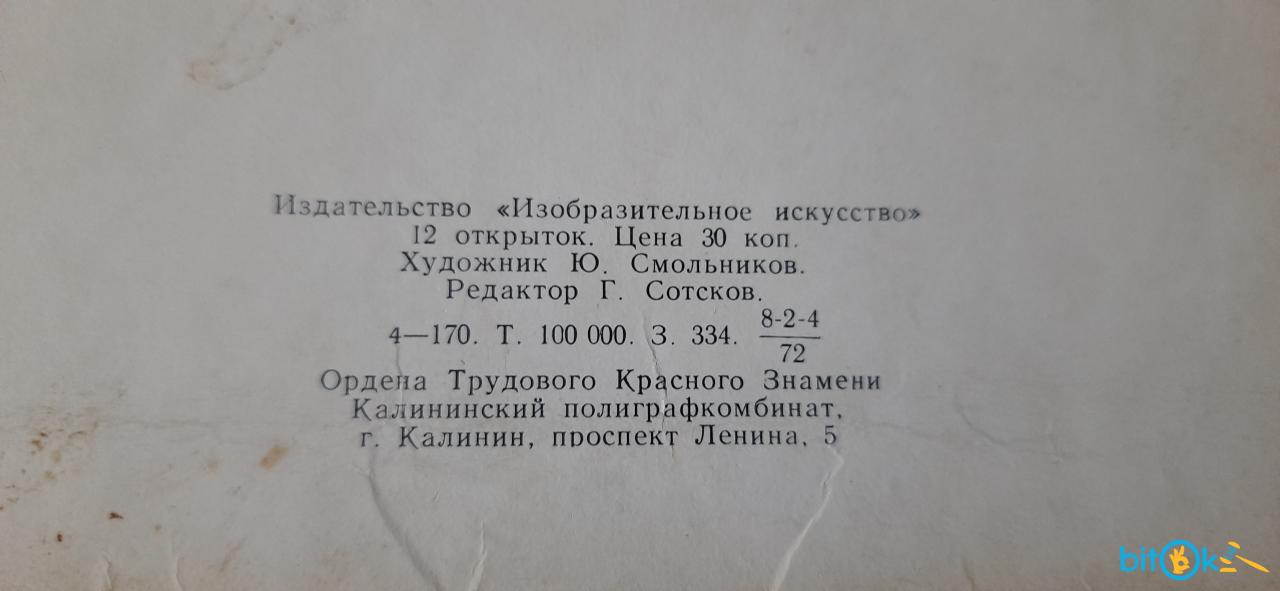 Издательство «Изобразительное искусство»
12 открыток. Цена 30 коп.
Художник Ю. Смольников.
Редактор Г. Сотсков.
4—170. Т. 100 000. З. 334. 8-2-4
72
Ордена Трудового Красного Знамени
Калининский полиграфкомбинат,
г. Калинин, проспект Ленина, 5
bitOk